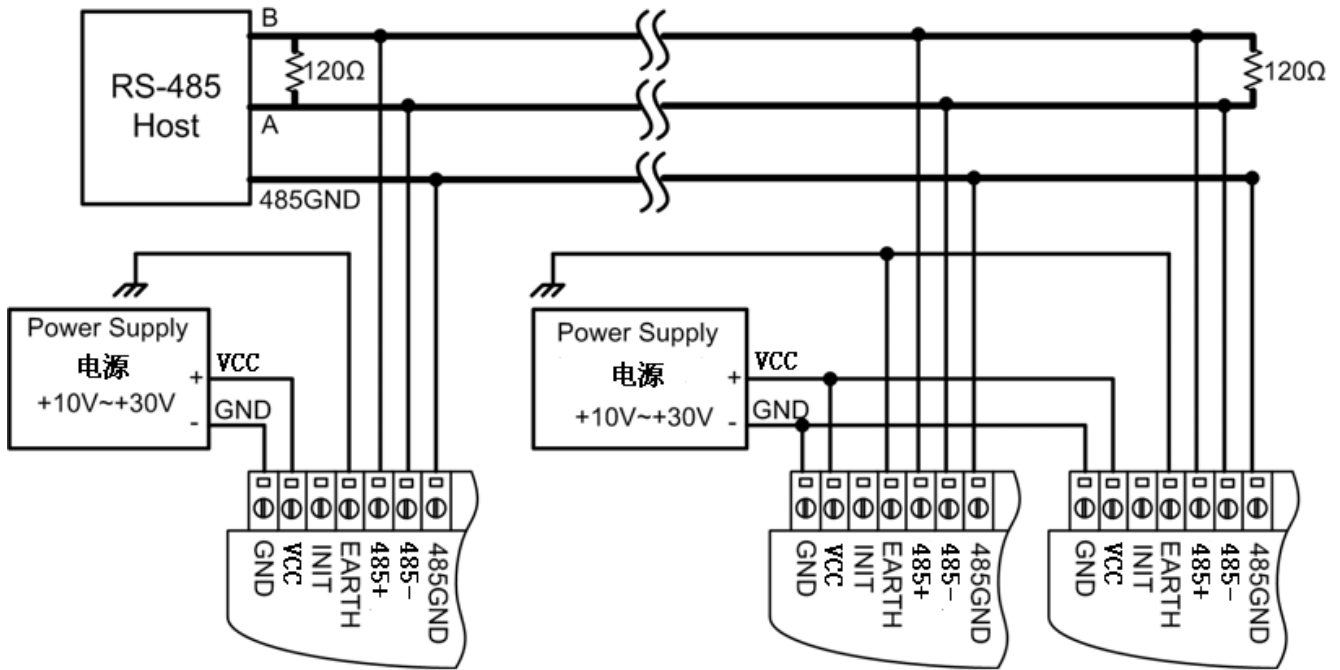 B
RS-485
Host
120Ω
A
120Ω
485GND
Power Supply
电源
+10V~+30V
+
-
VCC
GND
Power Supply
电源
+10V~+30V
+
-
VCC
GND
GND
VCC
INIT
EARTH
485+
485-
485GND
GND
VCC
INIT
EARTH
485+
485-
485GND
GND
VCC
INIT
EARTH
485+
485-
485GND